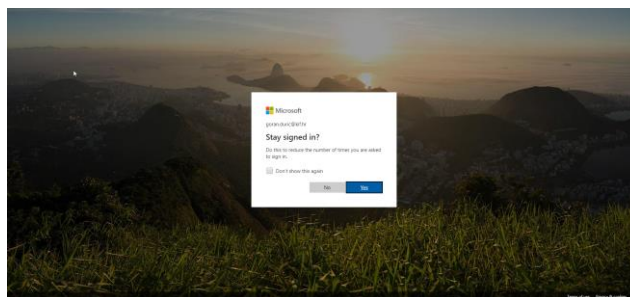 Microsoft
Stay signed in?
Do this to reduce the number of times you are asked
to sign in.
Don't show this again
No
Yes